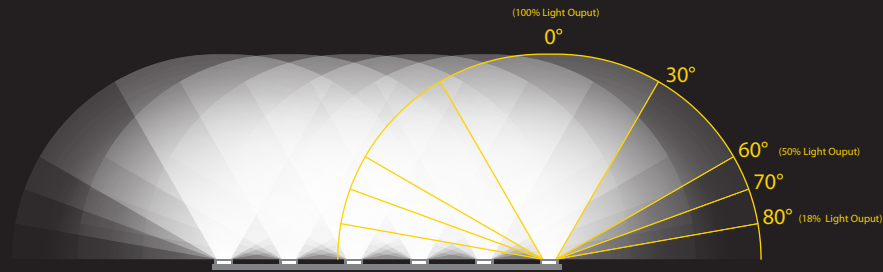 (100% Light Ouput)
0°
30°
60° (50% Light Ouput)
70°
80° (18% Light Ouput)